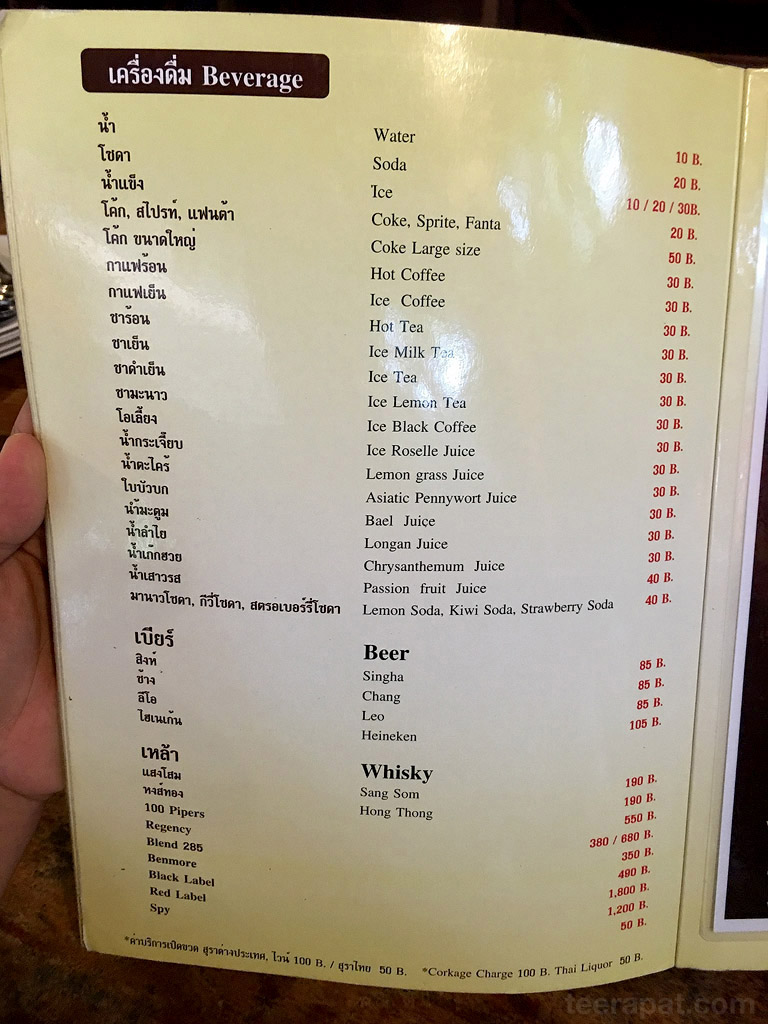 เครื่องดื่ม Beverage
น้ำ Water 10 B.
โซดา Soda 20 B.
น้ำแข็ง Ice 10 / 20 / 30B.
โค้ก, สไปรท์, แฟนต้า Coke, Sprite, Fanta 20 B.
โค้ก ขนาดใหญ่ Coke Large size 50 B.
กาแฟร้อน Hot Coffee 30 B.
กาแฟเย็น Ice Coffee 30 B.
ชาร้อน Hot Tea 30 B.
ชาเย็น Ice Milk Tea 30 B.
ชาดำเย็น Ice Tea 30 B.
ชามะนาว Ice Lemon Tea 30 B.
โอเลี้ยง Ice Black Coffee 30 B.
น้ำกระเจี๊ยบ Ice Roselle Juice 30 B.
น้ำตะไคร้ Lemon grass Juice 30 B.
ใบบัวบก Asiatic Pennywort Juice 30 B.
น้ำมะตูม Bael Juice 30 B.
น้ำลำไย Longan Juice 30 B.
น้ำเก๊กฮวย Chrysanthemum Juice 30 B.
น้ำเสาวรส Passion fruit Juice 40 B.
มานาวโซดา, กีวี่โซดา, สตรอเบอร์รี่โซดา Lemon Soda, Kiwi Soda, Strawberry Soda 40 B.
เบียร์ Beer
สิงห์ Singha 85 B.
ช้าง Chang 85 B.
ลีโอ Leo 85 B.
ไฮเนเก้น Heineken 105 B.
เหล้า Whisky
แสงโสม Sang Som 190 B.
หงส์ทอง Hong Thong 190 B.
100 Pipers 550 B.
Regency 380 / 680 B.
Blend 285 350 B.
Benmore 490 B.
Black Label 1,800 B.
Red Label 1,200 B.
Spy 50 B.
*ค่าบริการเปิดขวด สุราต่างประเทศ, ไวน์ 100 B. / สุราไทย 50 B. *Corkage Charge 100 B. Thai Liquor 50 B.
teerapat.com